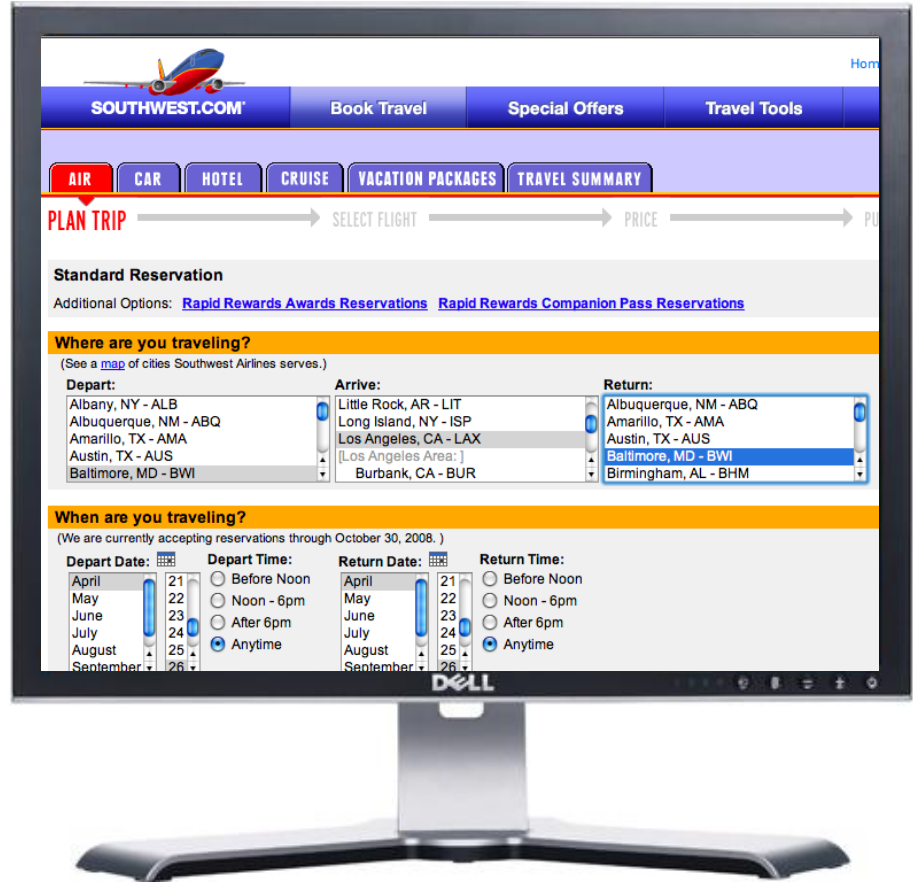 Hom
SOUTHWEST.COM Book Travel Special Offers Travel Tools
AIR CAR HOTEL CRUISE VACATION PACKAGES TRAVEL SUMMARY
PLAN TRIP SELECT FLIGHT PRICE PU
Standard Reservation
Additional Options: Rapid Rewards Awards Reservations Rapid Rewards Companion Pass Reservations
Where are you traveling?
(See a map of cities Southwest Airlines serves.)
Depart: Arrive: Return:
Albany, NY - ALB Little Rock, AR - LIT Albuquerque, NM - ABQ
Albuquerque, NM - ABQ Long Island, NY - ISP Amarillo, TX - AMA
Amarillo, TX - AMA Los Angeles, CA - LAX Austin, TX - AUS
Austin, TX - AUS [Los Angeles Area: ] Baltimore, MD - BWI
Baltimore, MD - BWI Burbank, CA - BUR Birmingham, AL - BHM
When are you traveling?
(We are currently accepting reservations through October 30, 2008. )
Depart Date: Depart Time: Return Date: Return Time:
April 21 Before Noon April 21 Before Noon
May 22 Noon - 6pm May 22 Noon - 6pm
June 23 After 6pm June 23 After 6pm
July 24 Anytime July 24 Anytime
August 25 August 25
September 26 September 26
DELL